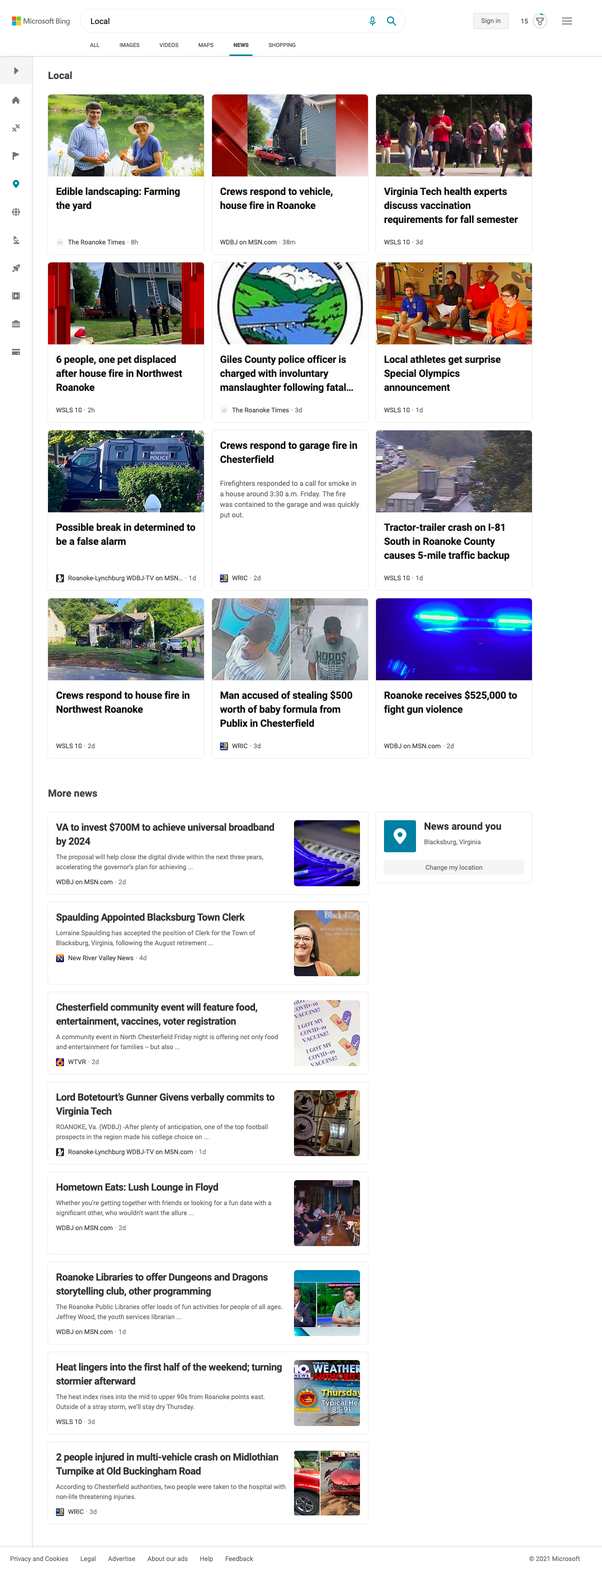 Microsoft Bing
Local
Sign in
15
ALL
IMAGES
VIDEOS
MAPS
NEWS
SHOPPING
Local
Edible landscaping: Farming
the yard
The Roanoke Times · 8h
Crews respond to vehicle,
house fire in Roanoke
WDBJ on MSN.com · 38m
Virginia Tech health experts
discuss vaccination
requirements for fall semester
WSLS 10 · 3d
6 people, one pet displaced
after house fire in Northwest
Roanoke
WSLS 10 · 2h
Giles County police officer is
charged with involuntary
manslaughter following fatal...
The Roanoke Times · 3d
Local athletes get surprise
Special Olympics
announcement
WSLS 10 · 1d
POLICE
Possible break in determined to
be a false alarm
Roanoke-Lynchburg WDBJ-TV on MSN... · 1d
Crews respond to garage fire in
Chesterfield
Firefighters responded to a call for smoke in
a house around 3:30 a.m. Friday. The fire
was contained to the garage and was quickly
put out.
WRIC · 2d
Tractor-trailer crash on I-81
South in Roanoke County
causes 5-mile traffic backup
WSLS 10 · 1d
Crews respond to house fire in
Northwest Roanoke
WSLS 10 · 2d
Man accused of stealing $500
worth of baby formula from
Publix in Chesterfield
WRIC · 3d
Roanoke receives $525,000 to
fight gun violence
WDBJ on MSN.com · 2d
More news
VA to invest $700M to achieve universal broadband
by 2024
The proposal will help close the digital divide within the next three years,
accelerating the governor's plan for achieving ...
WDBJ on MSN.com · 2d
News around you
Blacksburg, Virginia
Change my location
Spaulding Appointed Blacksburg Town Clerk
Lorraine Spaulding has accepted the position of Clerk for the Town of
Blacksburg, Virginia, following the August retirement ...
New River Valley News · 4d
Chesterfield community event will feature food,
entertainment, vaccines, voter registration
A community event in North Chesterfield Friday night is offering not only food
and entertainment for families – but also ...
WTVR · 2d
I GOT MY
COVID-19
VACCINE!
I GOT MY
COVID-19
VACCINE!
Lord Botetourt's Gunner Givens verbally commits to
Virginia Tech
ROANOKE, Va. (WDBJ) -After plenty of anticipation, one of the top football
prospects in the region made his college choice on ...
Roanoke-Lynchburg WDBJ-TV on MSN.com · 1d
Hometown Eats: Lush Lounge in Floyd
Whether you're getting together with friends or looking for a fun date with a
significant other, who wouldn't want the allure ...
WDBJ on MSN.com · 2d
Roanoke Libraries to offer Dungeons and Dragons
storytelling club, other programming
The Roanoke Public Libraries offer loads of fun activities for people of all ages.
Jeffrey Wood, the youth services librarian ...
WDBJ on MSN.com · 1d
Heat lingers into the first half of the weekend; turning
stormier afterward
The heat index rises into the mid to upper 90s from Roanoke points east.
Outside of a stray storm, we'll stay dry Thursday.
WSLS 10 · 3d
10
WEATHER
Thursday
Typical
85-91
2 people injured in multi-vehicle crash on Midlothian
Turnpike at Old Buckingham Road
According to Chesterfield authorities, two people were taken to the hospital with
non-life threatening injuries.
WRIC · 3d
Privacy and Cookies
Legal
Advertise
About our ads
Help
Feedback
© 2021 Microsoft